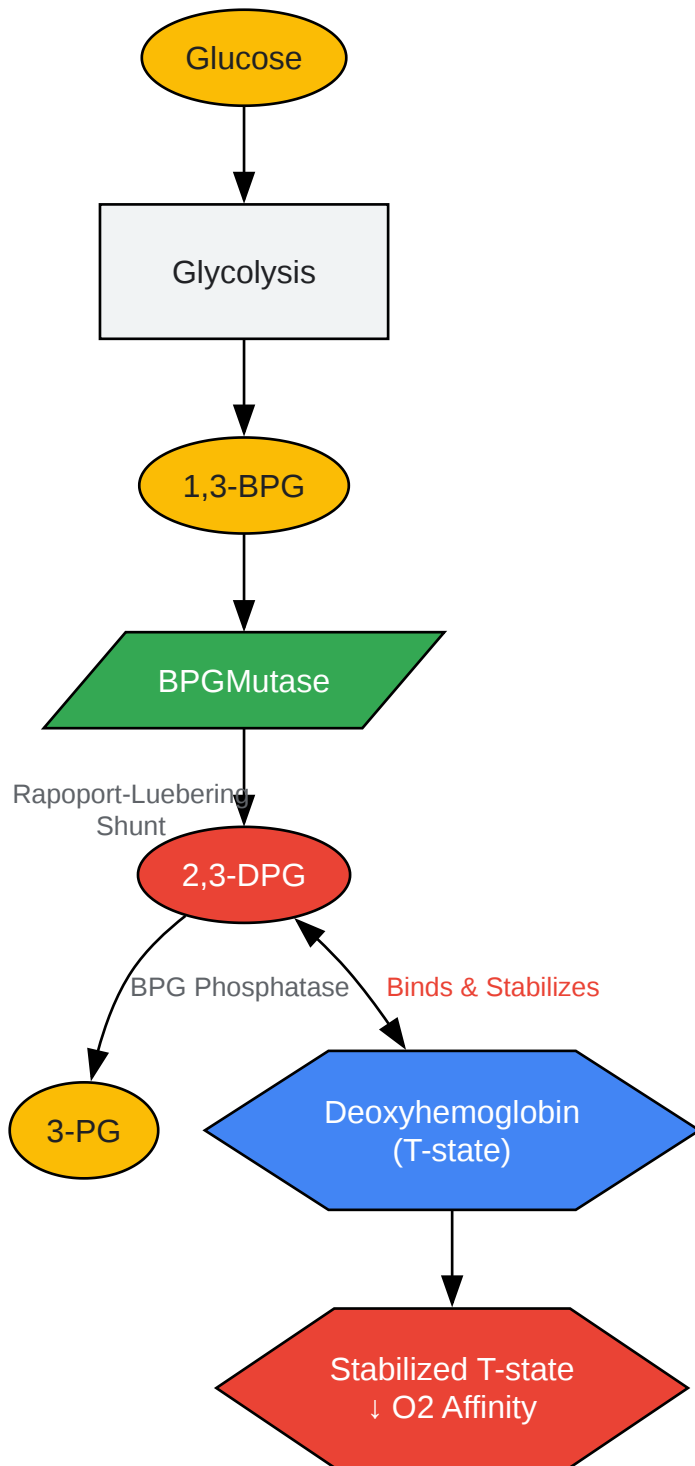 Glucose
Glycolysis
1,3-BPG
BPGMutase
Rapoport-Luebering
Shunt
2,3-DPG
BPG Phosphatase
Binds & Stabilizes
3-PG
Deoxyhemoglobin
(T-state)
Stabilized T-state
↓ O2 Affinity